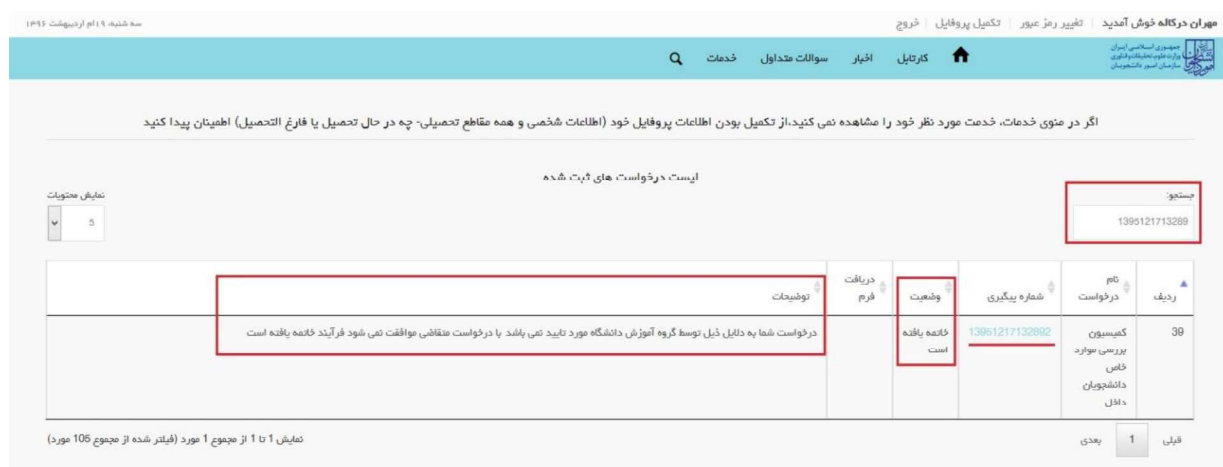 مهران درکاله خوش آمدید | تغییر رمز عبور | تکمیل پروفایل | خروج
سه شنبه، ۱۹ام اردیبهشت ۱۳۹۶
جمهوری اسلامی ایران
وزارت علوم، تحقیقات و فناوری
سازمان امور دانشجویان
کارتابل اخبار سوالات متداول خدمات
اگر در منوی خدمات، خدمت مورد نظر خود را مشاهده نمی کنید،از تکمیل بودن اطلاعات پروفایل خود (اطلاعات شخصی و همه مقاطع تحصیلی- چه در حال تحصیل یا فارغ التحصیل) اطمینان پیدا کنید
لیست درخواست های ثبت شده
جستجو:
1395121713289
نمایش محتویات
5
ردیف
نام
درخواست
شماره پیگیری
وضعیت
دریافت
فرم
توضیحات
39
کمیسیون
بررسی موارد
خاص
دانشجویان
داخل
13951217132892
خاتمه یافته
است
درخواست شما به دلایل ذیل توسط گروه آموزش دانشگاه مورد تایید نمی باشد با درخواست متقاضی موافقت نمی شود فرآیند خاتمه یافته است
قبلی 1 بعدی
نمایش 1 تا 1 از مجموع 1 مورد (فیلتر شده از مجموع 105 مورد)